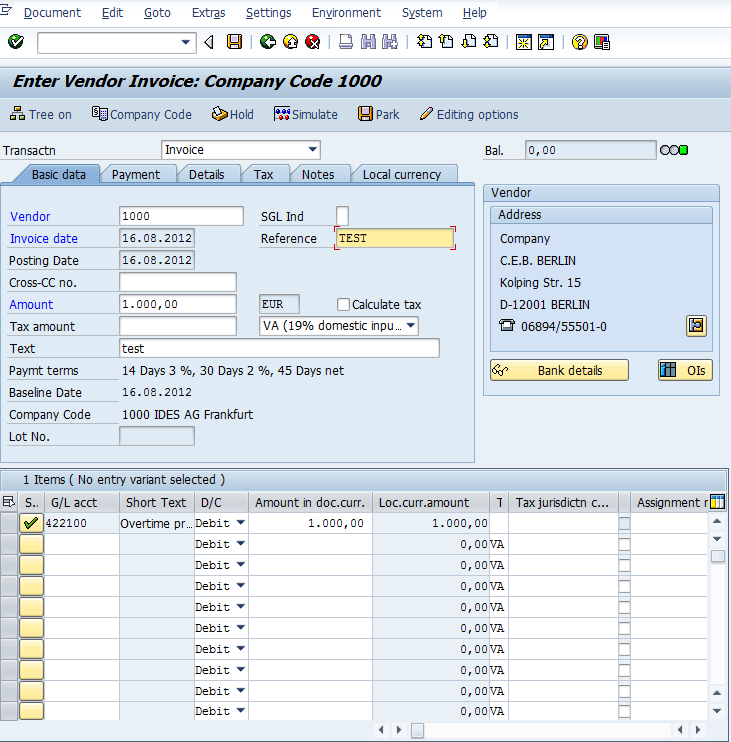 Document Edit Goto Extras Settings Environment System Help
Enter Vendor Invoice: Company Code 1000
Tree on Company Code Hold Simulate Park Editing options
Transactn Invoice Bal. 0,00
Basic data Payment Details Tax Notes Local currency
Vendor 1000 SGL Ind
Invoice date 16.08.2012 Reference TEST
Posting Date 16.08.2012
Cross-CC no.
Amount 1.000,00 EUR Calculate tax
Tax amount VA (19% domestic inpu...
Text test
Paymt terms 14 Days 3 %, 30 Days 2 %, 45 Days net
Baseline Date 16.08.2012
Company Code 1000 IDES AG Frankfurt
Lot No.
Vendor
Address
Company
C.E.B. BERLIN
Kolping Str. 15
D-12001 BERLIN
06894/55501-0
Bank details OIs
1 Items ( No entry variant selected )
S.. G/L acct Short Text D/C Amount in doc.curr. Loc.curr.amount T Tax jurisdictn c... Assignment
422100 Overtime pr... Debit 1.000,00 1.000,00
Debit 0,00 VA
Debit 0,00 VA
Debit 0,00 VA
Debit 0,00 VA
Debit 0,00 VA
Debit 0,00 VA
Debit 0,00 VA
Debit 0,00 VA
Debit 0,00 VA